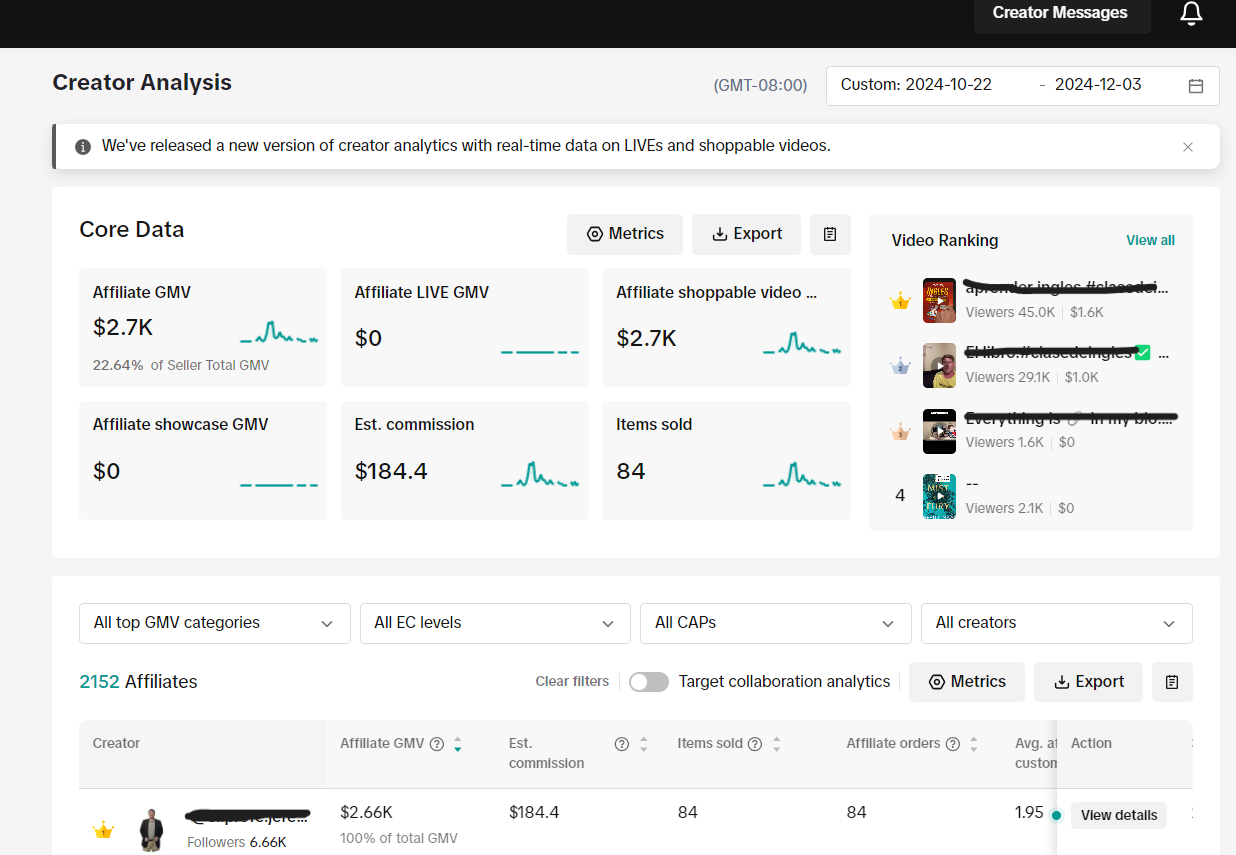 Creator Messages
Creator Analysis
(GMT-08:00)
Custom: 2024-10-22 - 2024-12-03
We've released a new version of creator analytics with real-time data on LIVEs and shoppable videos.
Core Data
Metrics
Export
Affiliate GMV
$2.7K
22.64% of Seller Total GMV
Affiliate LIVE GMV
$0
Affiliate shoppable video ...
$2.7K
Affiliate showcase GMV
$0
Est. commission
$184.4
Items sold
84
Video Ranking
View all
1
Viewers 45.0K | $1.6K
2
...
Viewers 29.1K | $1.0K
3
Viewers 1.6K | $0
4
--
Viewers 2.1K | $0
All top GMV categories
All EC levels
All CAPs
All creators
2152 Affiliates
Clear filters
Target collaboration analytics
Metrics
Export
Creator
Affiliate GMV
Est.
commission
Items sold
Affiliate orders
Avg.
Action
1
Followers 6.66K
$2.66K
100% of total GMV
$184.4
84
84
1.95
View details